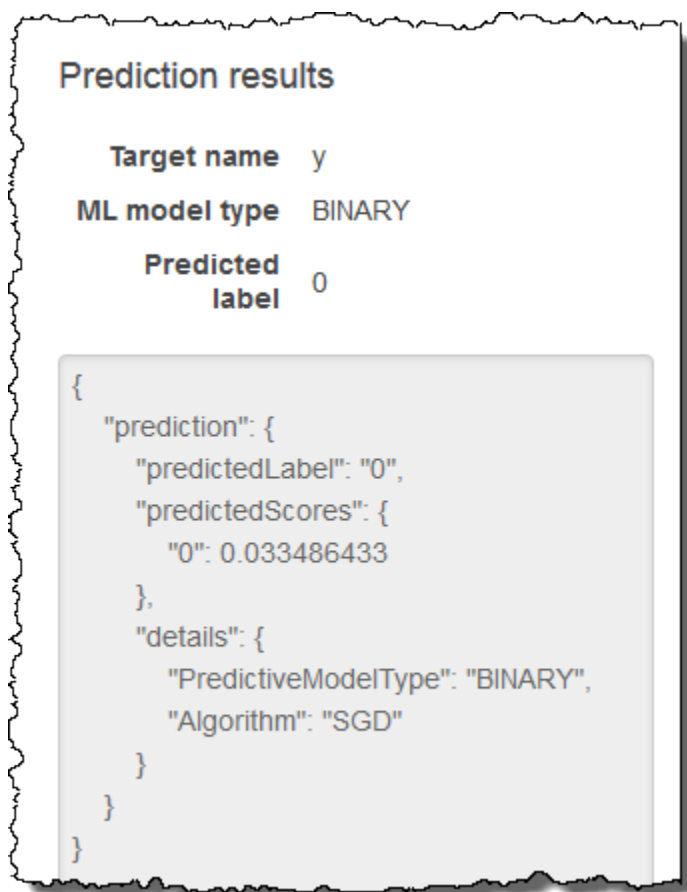 Prediction results
Target name y
ML model type BINARY
Predicted
label 0
{
"prediction": {
"predictedLabel": "0",
"predictedScores": {
"0": 0.033486433
},
"details": {
"PredictiveModelType": "BINARY",
"Algorithm": "SGD"
}
}
}